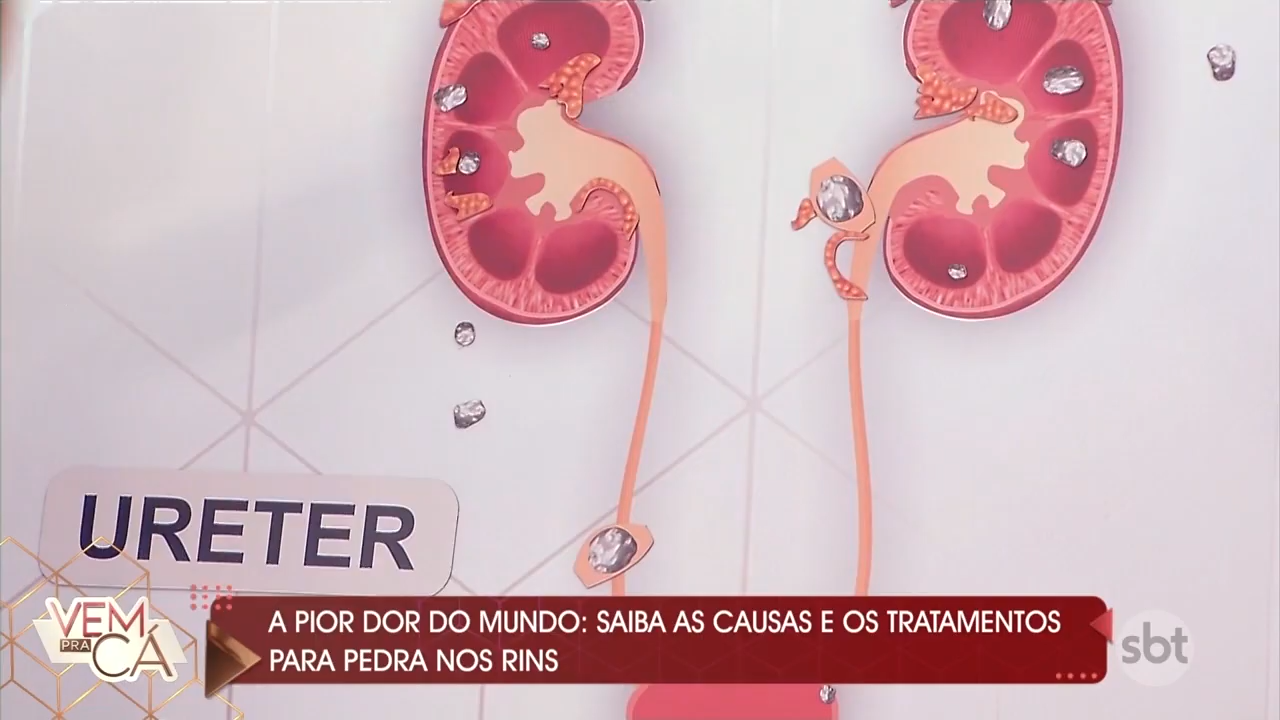 URETER
VEM
PRA
CÁ
A PIOR DOR DO MUNDO: SAIBA AS CAUSAS E OS TRATAMENTOS
PARA PEDRA NOS RINS
sbt